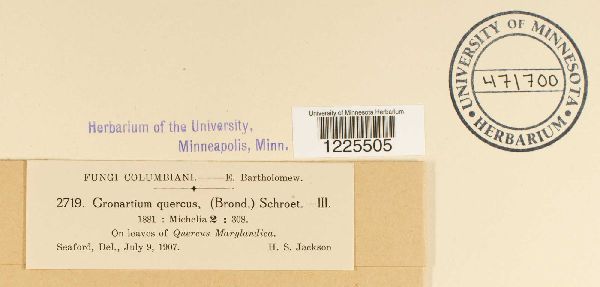 UNIVERSITY OF MINNESOTA
471700
• HERBARIUM •
University of Minnesota Herbarium
1225505
Herbarium of the University,
Minneapolis, Minn.
FUNGI COLUMBIANI.——E. Bartholomew.
2719. Gronartium quercus, (Brond.) Schroet.—III.
1881 : Michelia 2 : 308.
On leaves of Quercus Marylandica.
Seaford, Del., July 9, 1907. H. S. Jackson